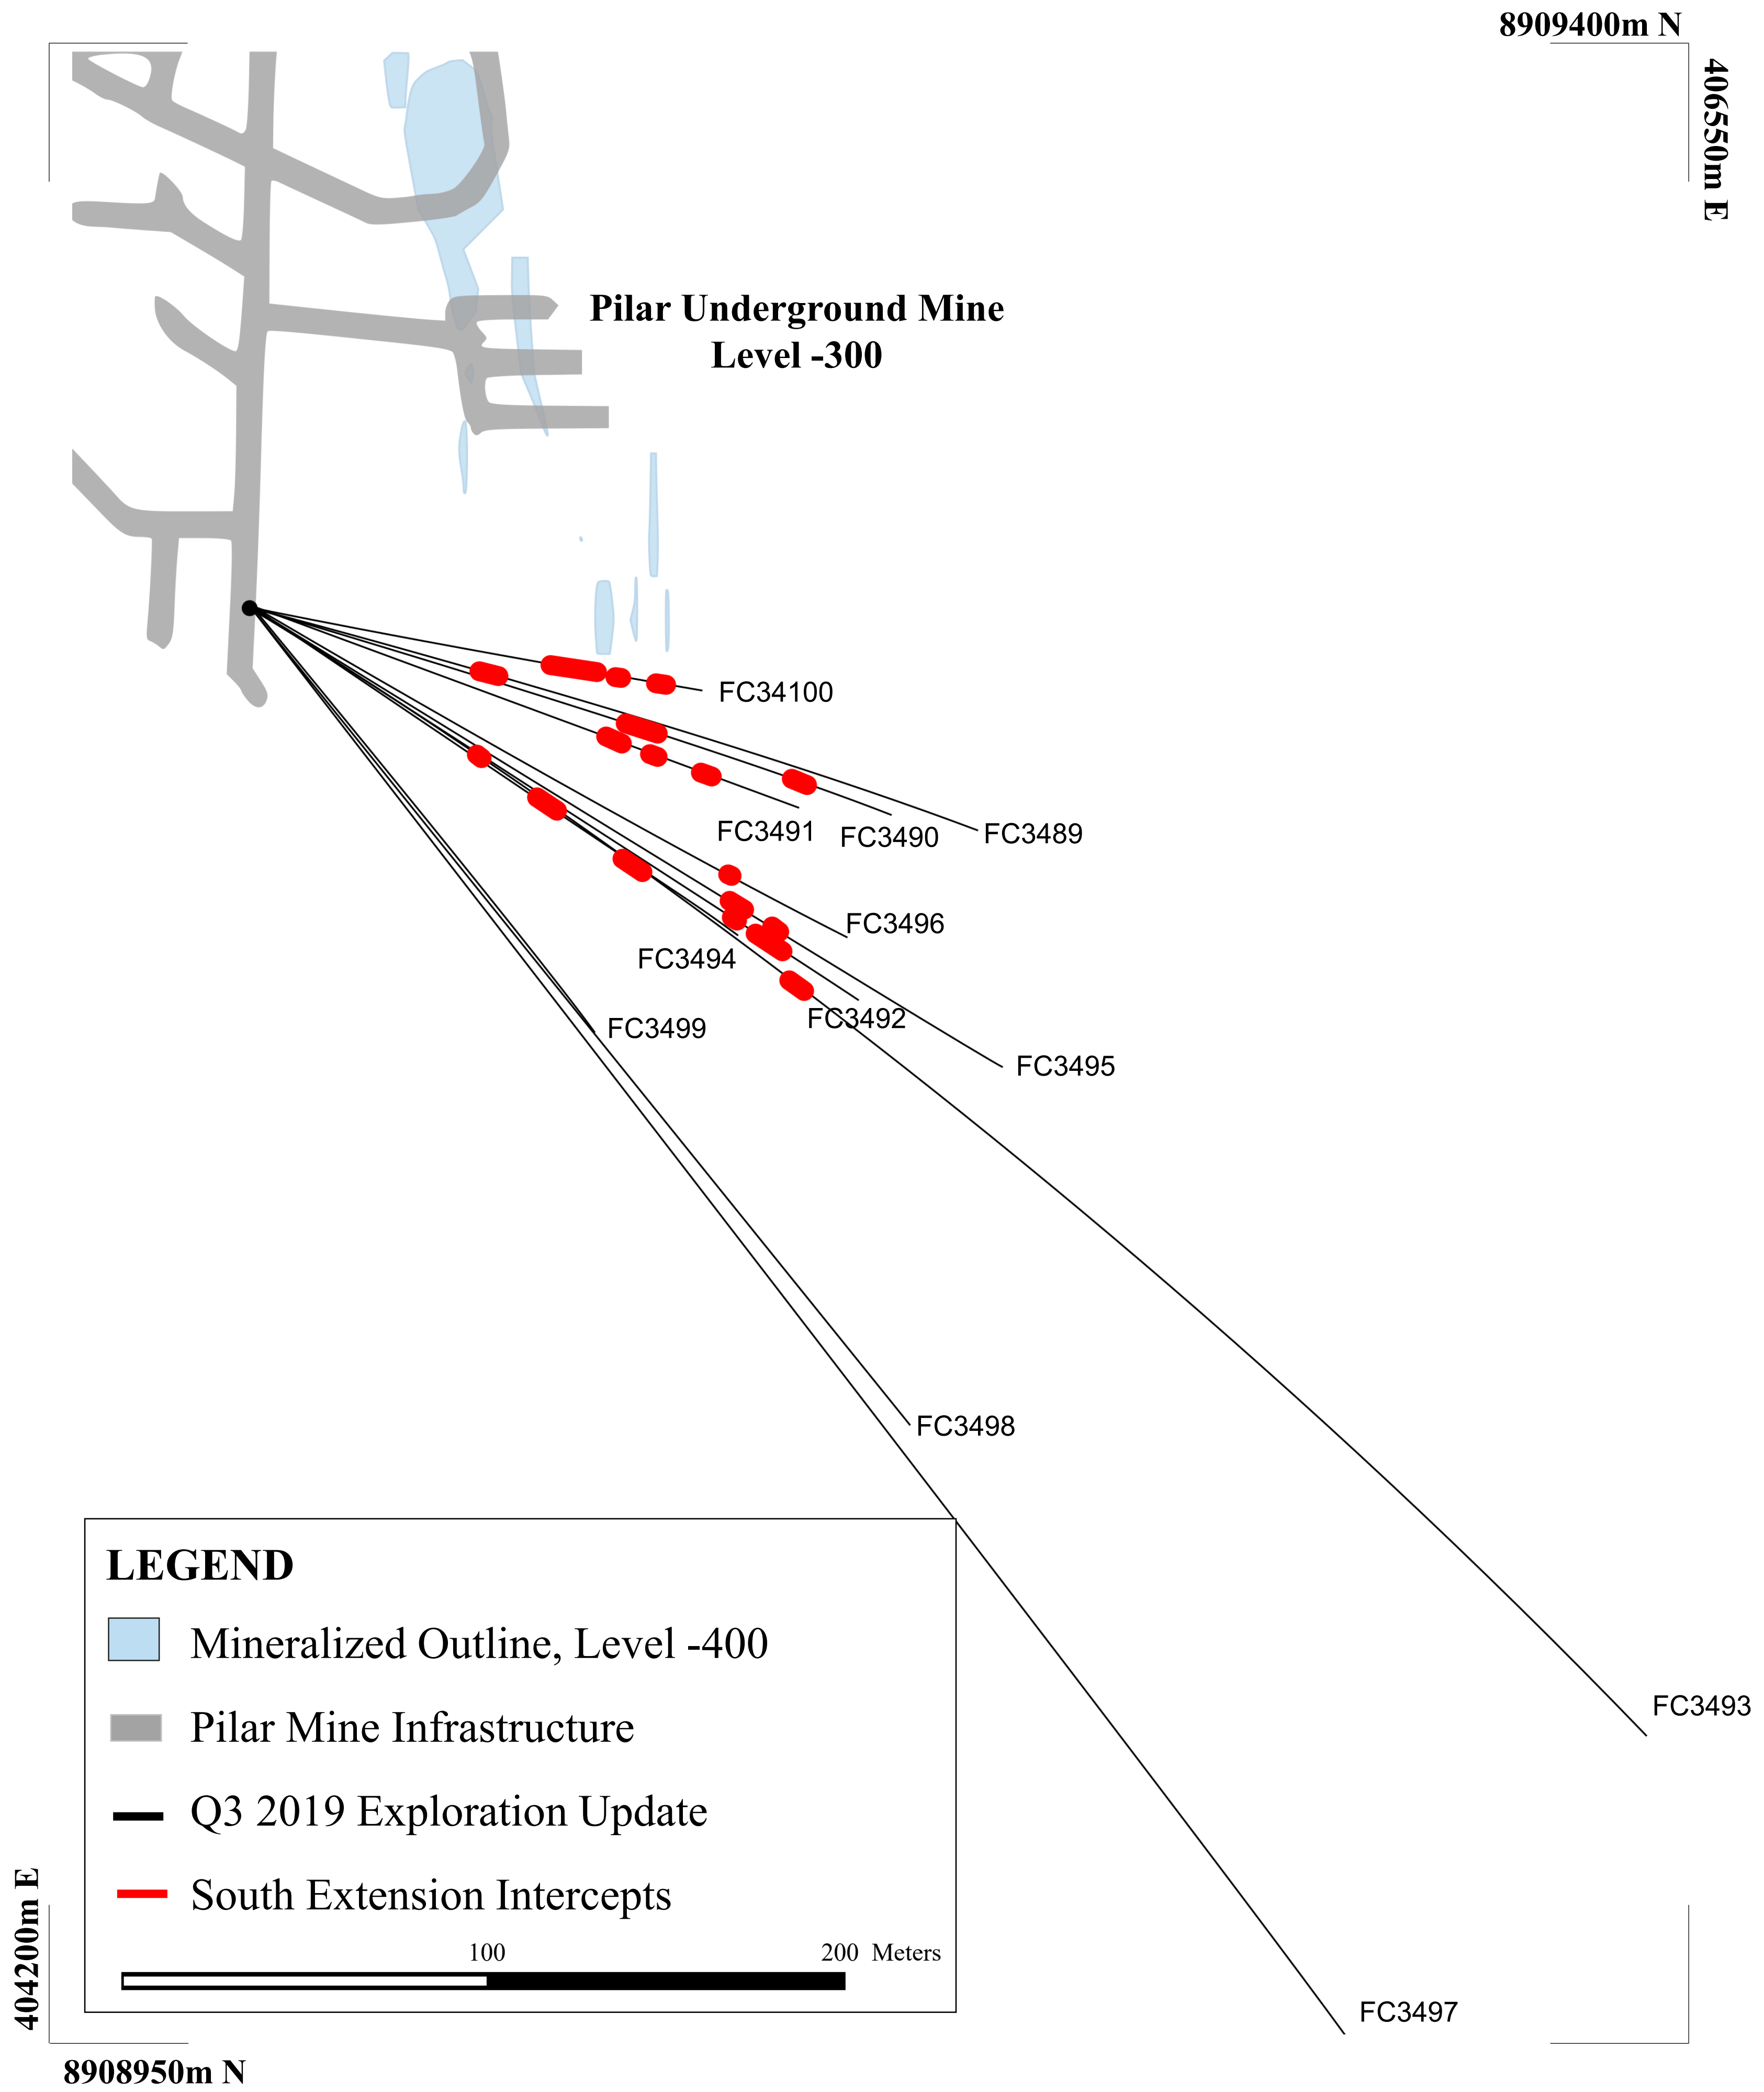 8909400m N
406550m E
Pilar Underground Mine
Level -300
FC34100
FC3491
FC3490
FC3489
FC3496
FC3494
FC3492
FC3499
FC3495
FC3498
FC3493
LEGEND
Mineralized Outline, Level -400
Pilar Mine Infrastructure
Q3 2019 Exploration Update
South Extension Intercepts
100
200 Meters
FC3497
404200m E
8908950m N